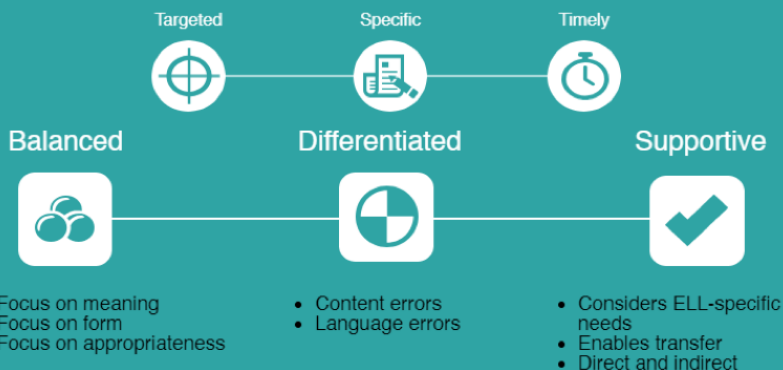 Targeted Specific Timely
Balanced Differentiated Supportive
Focus on meaning
Focus on form
Focus on appropriateness
• Content errors
• Language errors
• Considers ELL-specific
needs
• Enables transfer
• Direct and indirect